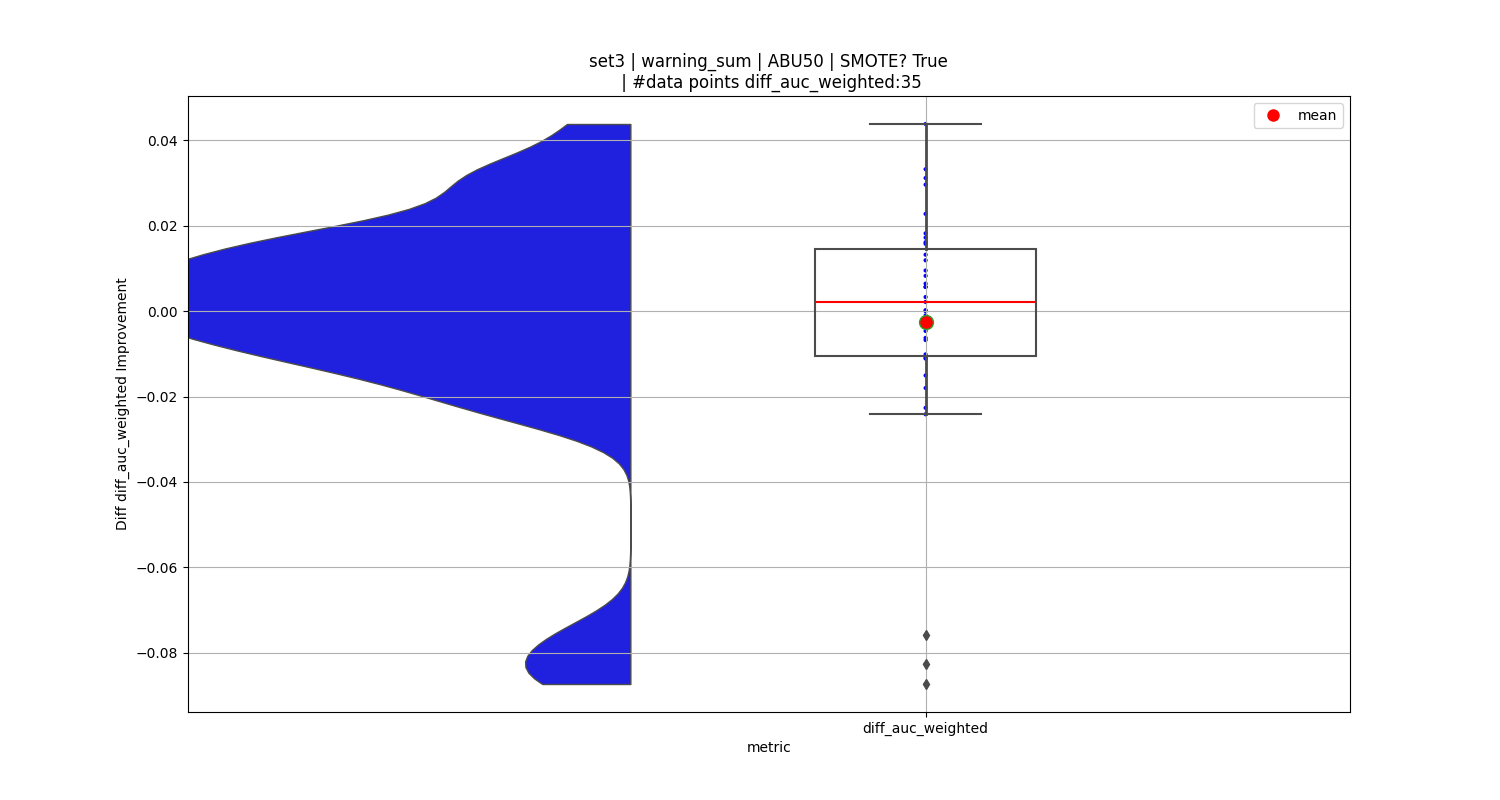 set3 | warning_sum | ABU50 | SMOTE? True
| #data points diff_auc_weighted:35
mean
0.04
0.02
0.00
−0.02
−0.04
−0.06
−0.08
Diff diff_auc_weighted Improvement
diff_auc_weighted
metric